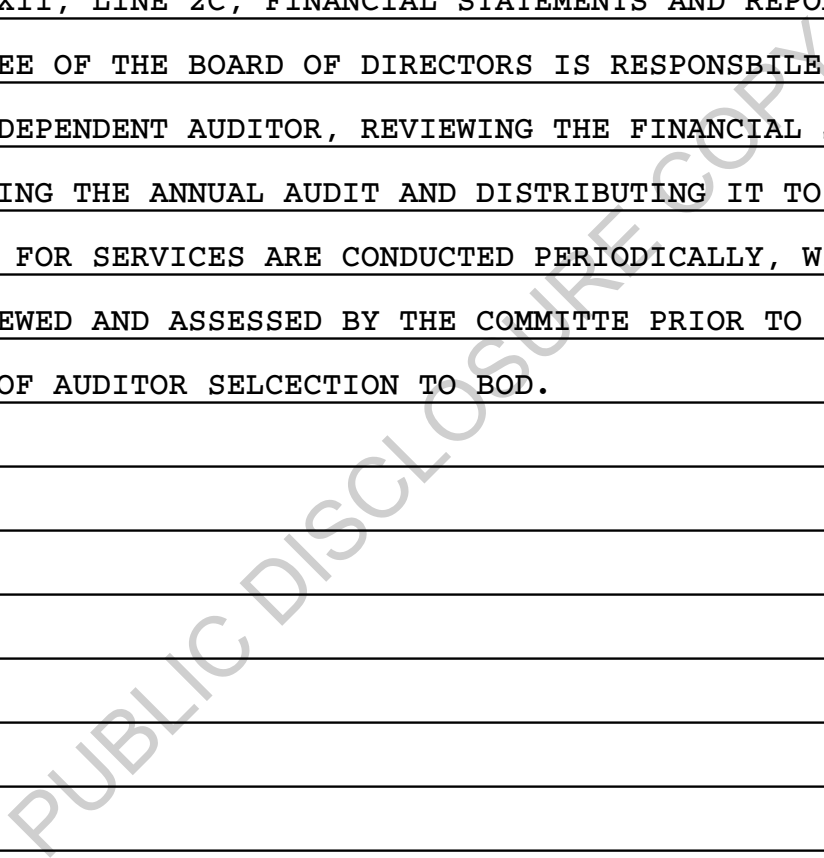 XII, LINE 2C, FINANCIAL STATEMENTS AND REPO
EE OF THE BOARD OF DIRECTORS IS RESPONSBILE
DEPENDENT AUDITOR, REVIEWING THE FINANCIAL
ING THE ANNUAL AUDIT AND DISTRIBUTING IT TO
FOR SERVICES ARE CONDUCTED PERIODICALLY, W
EWED AND ASSESSED BY THE COMMITTE PRIOR TO
OF AUDITOR SELCECTION TO BOD.
PUBLIC DISCLOSURE COPY